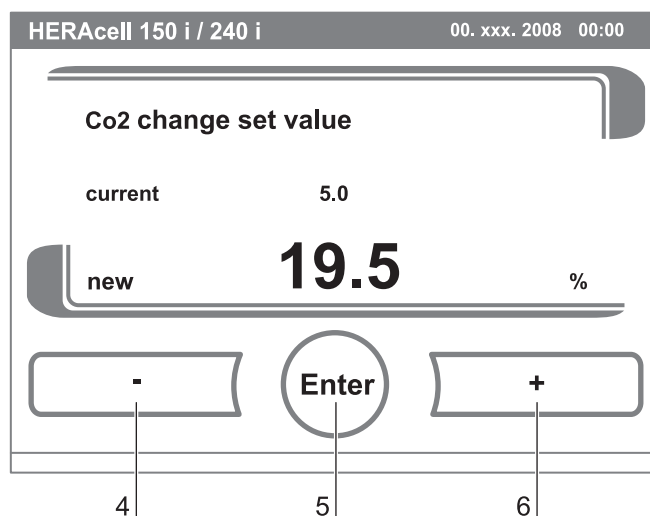 HERAcell 150 i / 240 i 00. xxx. 2008 00:00
Co2 change set value
current 5.0
new 19.5 %
- Enter +
4 5 6